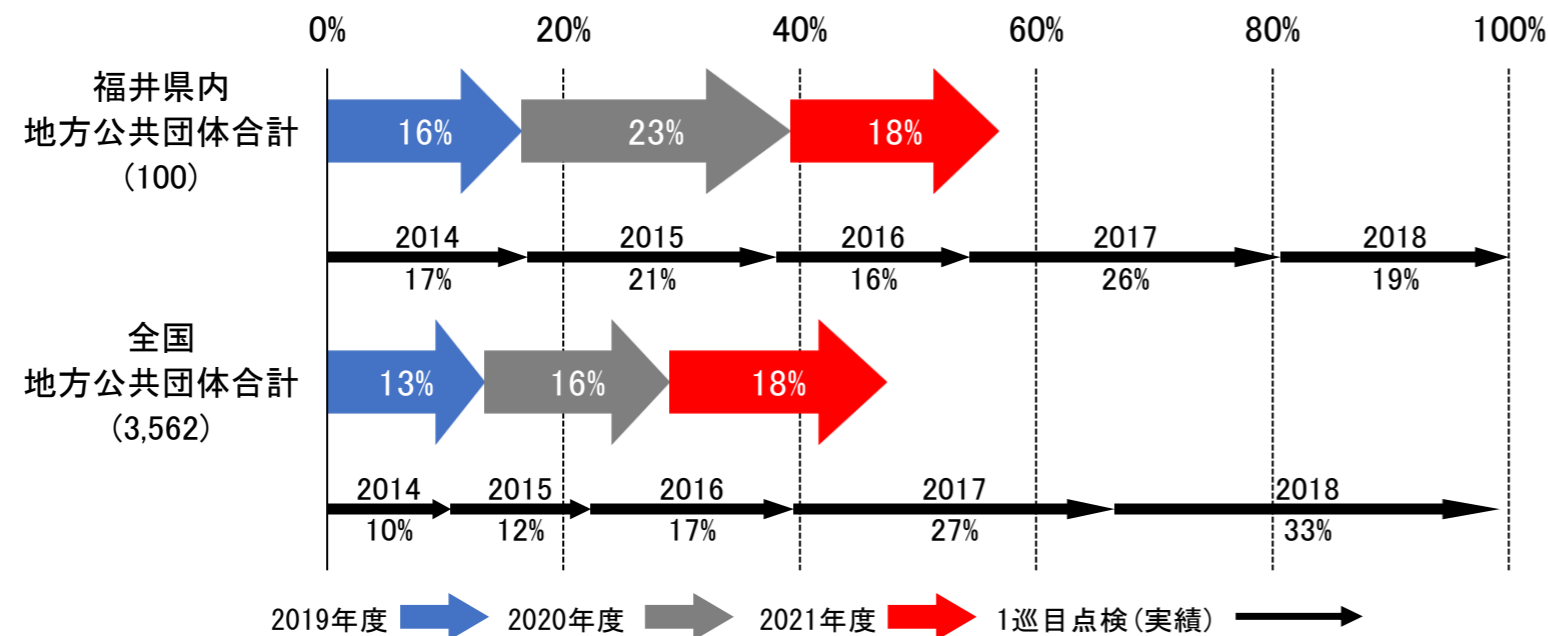 0% 20% 40% 60% 80% 100%
福井県内
地方公共団体合計
(100)
16% 23% 18%
2014 2015 2016 2017 2018
17% 21% 16% 26% 19%
全国
地方公共団体合計
(3,562)
13% 16% 18%
2014 2015 2016 2017 2018
10% 12% 17% 27% 33%
2019年度 2020年度 2021年度 1巡目点検(実績)